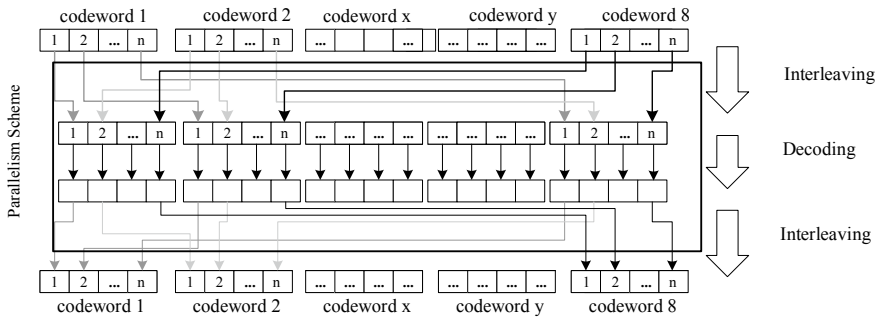 codeword 1 codeword 2 codeword x codeword y codeword 8
1 2 ... n 1 2 ... n ... ... ... ... ... ... 1 2 ... n
Interleaving
Parallelism Scheme
1 2 ... n 1 2 ... n ... ... ... ... ... ... ... ... 1 2 ... n
Decoding
Interleaving
1 2 ... n 1 2 ... n ... ... ... ... ... ... ... ... 1 2 ... n
codeword 1 codeword 2 codeword x codeword y codeword 8